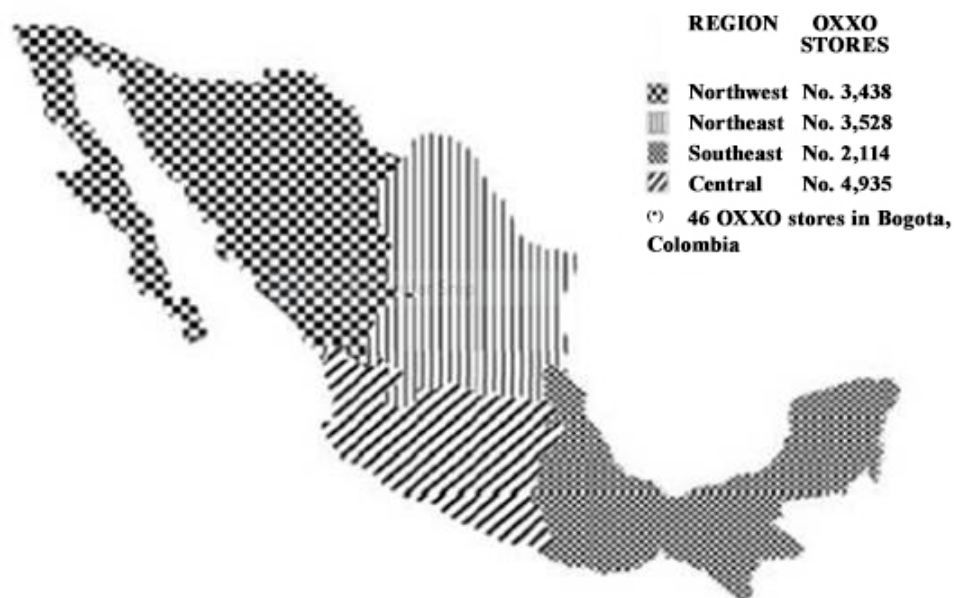 REGION OXXO
STORES
Northwest No. 3,438
Northeast No. 3,528
Southeast No. 2,114
Central No. 4,935
(*) 46 OXXO stores in Bogota,
Colombia